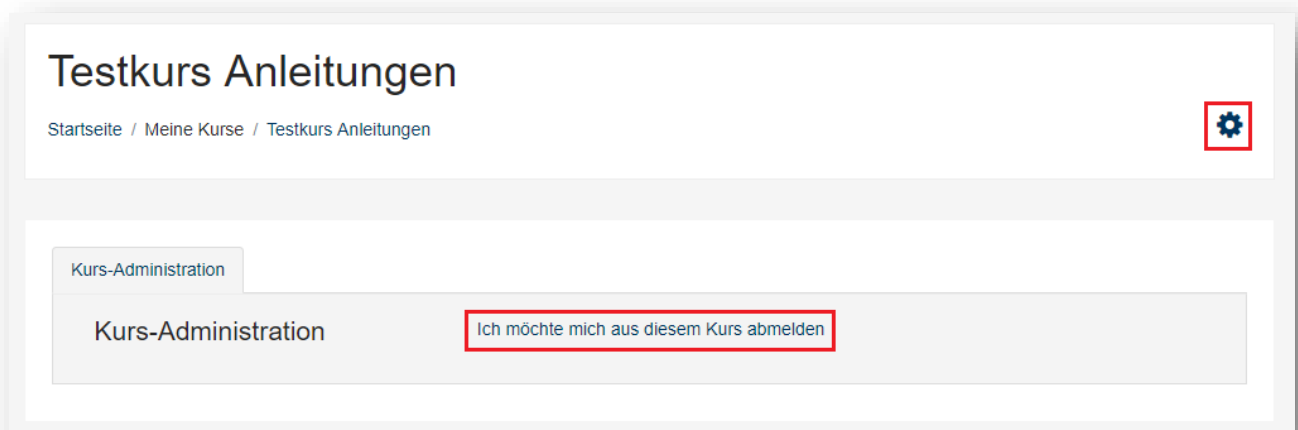 Testkurs Anleitungen
Startseite / Meine Kurse / Testkurs Anleitungen
Kurs-Administration
Kurs-Administration
Ich möchte mich aus diesem Kurs abmelden